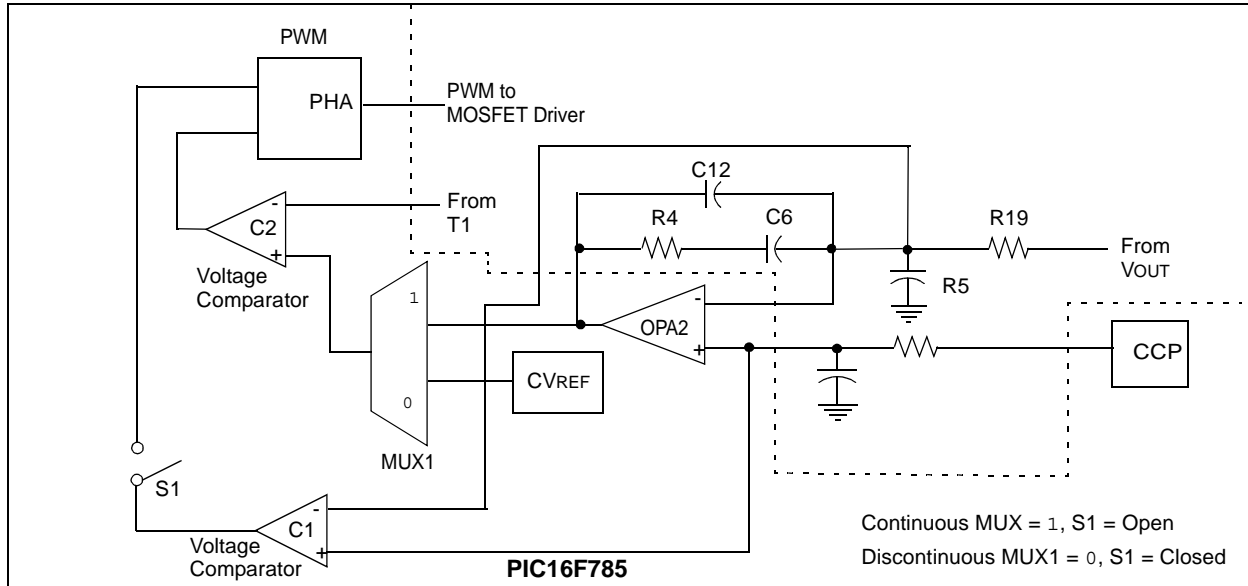 PWM
PHA
PWM to
MOSFET Driver
C12
From
T1
C2
-
+
R4
C6
R19
From
VOUT
Voltage
Comparator
1
R5
-
OPA2
+
CCP
CVREF
0
MUX1
S1
-
C1
+
Voltage
Comparator
PIC16F785
Continuous MUX = 1, S1 = Open
Discontinuous MUX1 = 0, S1 = Closed